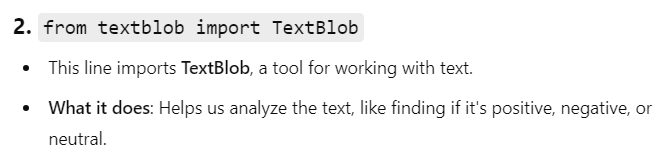 2. from textblob import TextBlob
• This line imports TextBlob, a tool for working with text.
• What it does: Helps us analyze the text, like finding if it's positive, negative, or
neutral.